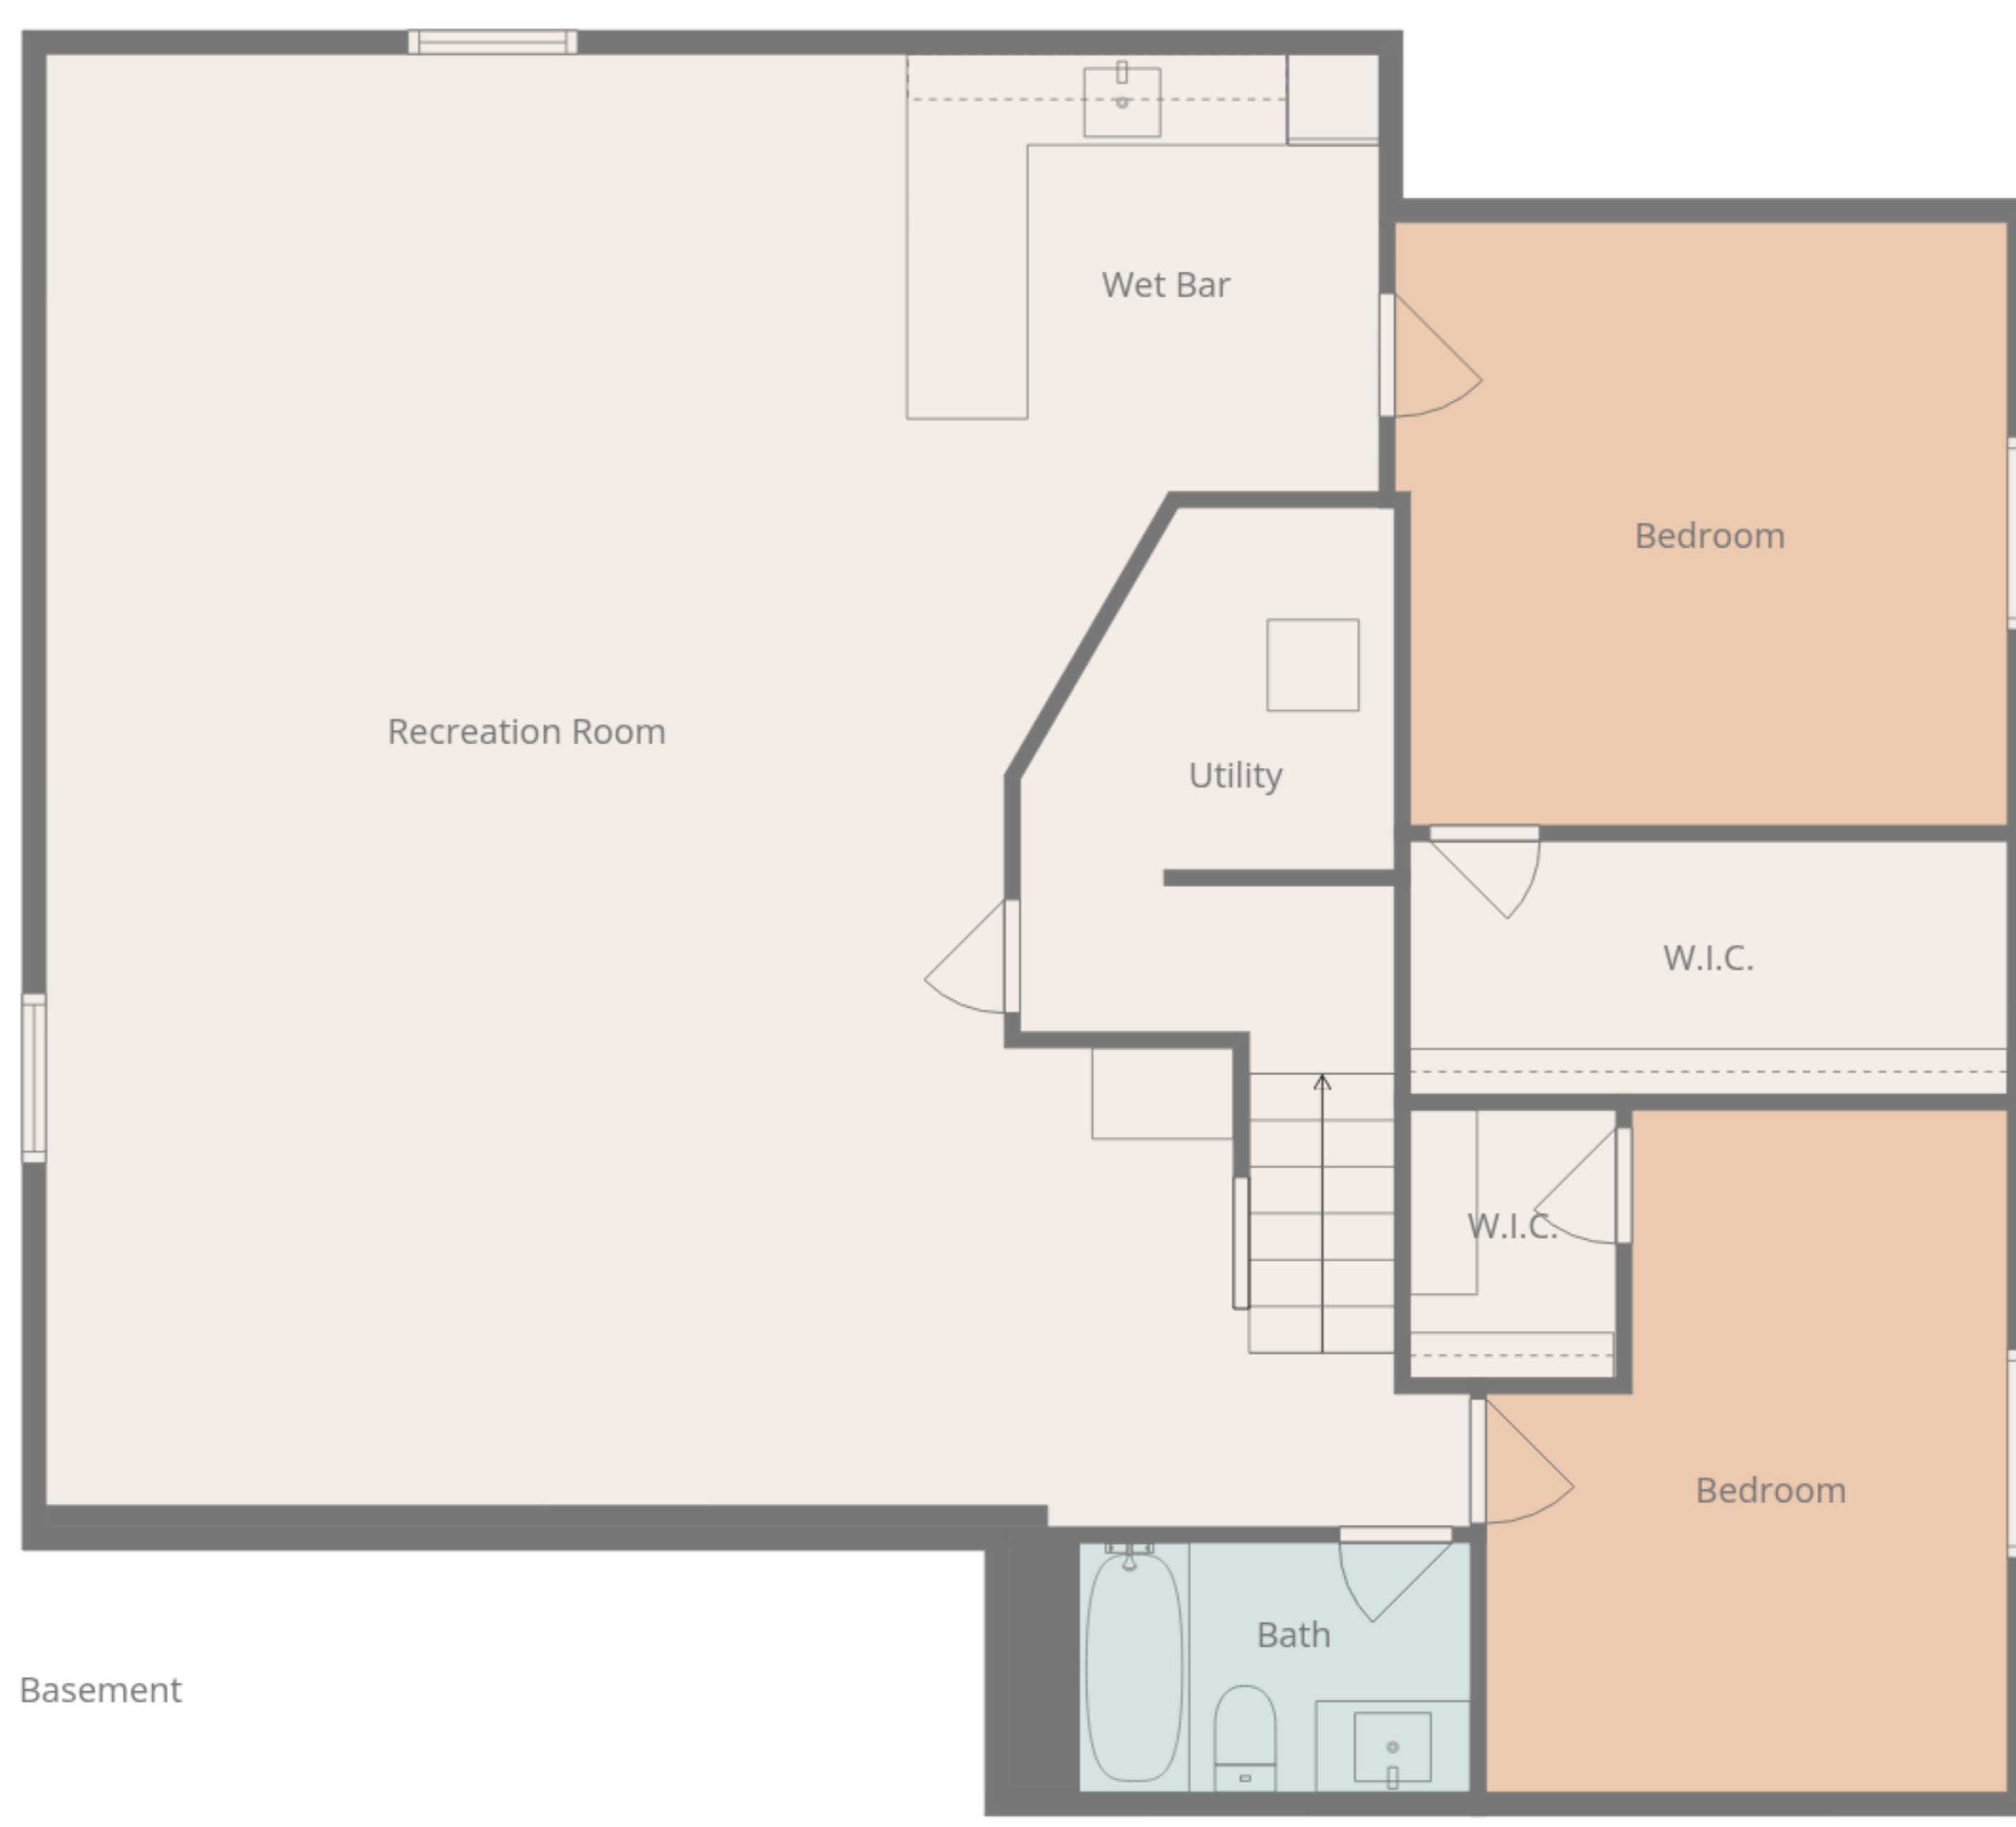 Wet Bar
Bedroom
Recreation Room
Utility
W.I.C.
W.I.C.
Bedroom
Bath
Basement